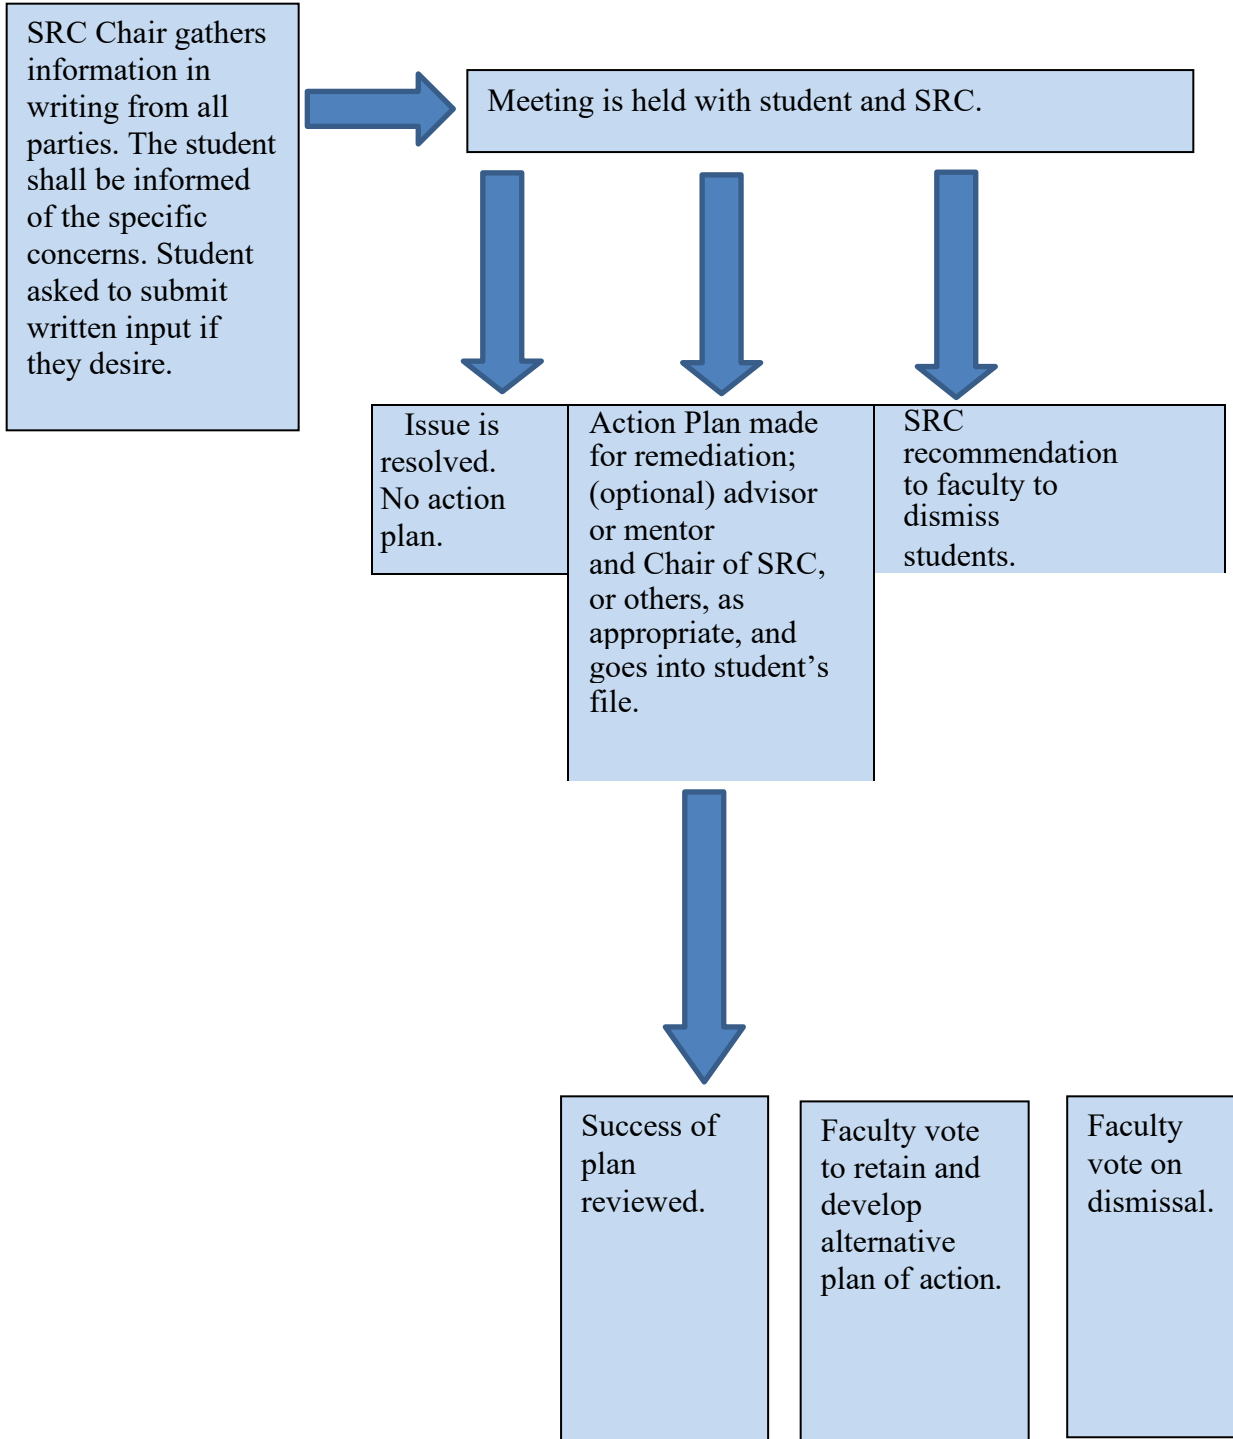 SRC Chair gathers
information in
writing from all
parties. The student
shall be informed
of the specific
concerns. Student
asked to submit
written input if
they desire.
Meeting is held with student and SRC.
Issue is
resolved.
No action
plan.
Action Plan made
for remediation;
(optional) advisor
or mentor
and Chair of SRC,
or others, as
appropriate, and
goes into student’s
file.
SRC
recommendation
to faculty to
dismiss
students.
Success of
plan
reviewed.
Faculty vote
to retain and
develop
alternative
plan of action.
Faculty
vote on
dismissal.